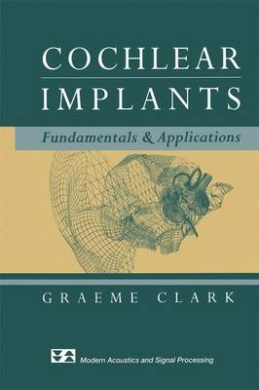 COCHLEAR
IMPLANTS
Fundamentals & Applications
GRAEME CLARK
Modern Acoustics and Signal Processing